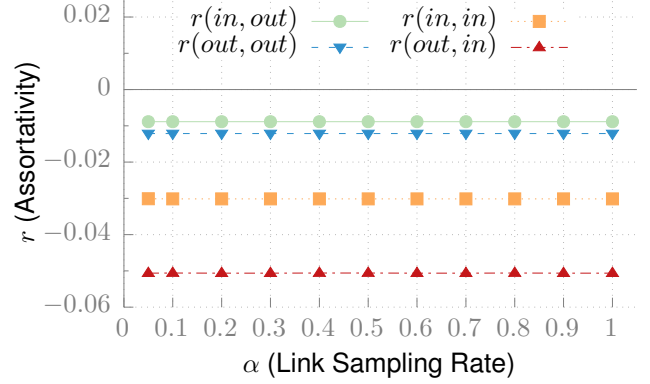 0.02
r(in, out) r(in, in)
r(out, out) r(out, in)
0
−0.02
−0.04
−0.06
r (Assortativity)
0 0.1 0.2 0.3 0.4 0.5 0.6 0.7 0.8 0.9 1
α (Link Sampling Rate)